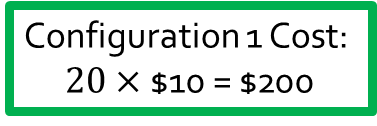 Configuration 1 Cost:
20 × $10 = $200